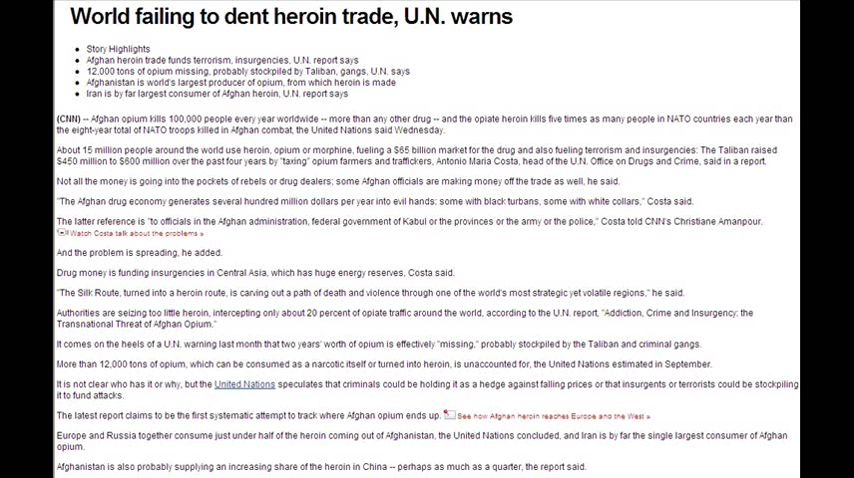 World failing to dent heroin trade, U.N. warns
Story Highlights
Afghan heroin trade funds terrorism, insurgencies, U.N. report says
12,000 tons of opium missing, probably stockpiled by Taliban, gangs, U.N. says
Afghanistan is world's largest producer of opium, from which heroin is made
Iran is by far largest consumer of Afghan heroin, U.N. report says
(CNN) -- Afghan opium kills 100,000 people every year worldwide -- more than any other drug -- and the opiate heroin kills five times as many people in NATO countries each year than
the eight-year total of NATO troops killed in Afghan combat, the United Nations said Wednesday.
About 15 million people around the world use heroin, opium or morphine, fueling a $65 billion market for the drug and also fueling terrorism and insurgencies: The Taliban raised
$450 million to $600 million over the past four years by "taxing" opium farmers and traffickers, Antonio Maria Costa, head of the U.N. Office on Drugs and Crime, said in a report.
Not all the money is going into the pockets of rebels or drug dealers; some Afghan officials are making money off the trade as well, he said.
"The Afghan drug economy generates several hundred million dollars per year into evil hands: some with black turbans, some with white collars," Costa said.
The latter reference is "to officials in the Afghan administration, federal government of Kabul or the provinces or the army or the police," Costa told CNN's Christiane Amanpour.
Watch Costa talk about the problems »
And the problem is spreading, he added.
Drug money is funding insurgencies in Central Asia, which has huge energy reserves, Costa said.
"The Silk Route, turned into a heroin route, is carving out a path of death and violence through one of the world's most strategic yet volatile regions," he said.
Authorities are seizing too little heroin, intercepting only about 20 percent of opiate traffic around the world, according to the U.N. report, "Addiction, Crime and Insurgency: the
Transnational Threat of Afghan Opium."
It comes on the heels of a U.N. warning last month that two years' worth of opium is effectively "missing," probably stockpiled by the Taliban and criminal gangs.
More than 12,000 tons of opium, which can be consumed as a narcotic itself or turned into heroin, is unaccounted for, the United Nations estimated in September.
It is not clear who has it or why, but the United Nations speculates that criminals could be holding it as a hedge against falling prices or that insurgents or terrorists could be stockpiling
it to fund attacks.
The latest report claims to be the first systematic attempt to track where Afghan opium ends up. See how Afghan heroin reaches Europe and the West »
Europe and Russia together consume just under half of the heroin coming out of Afghanistan, the United Nations concluded, and Iran is by far the single largest consumer of Afghan
opium.
Afghanistan is also probably supplying an increasing share of the heroin in China -- perhaps as much as a quarter, the report said.